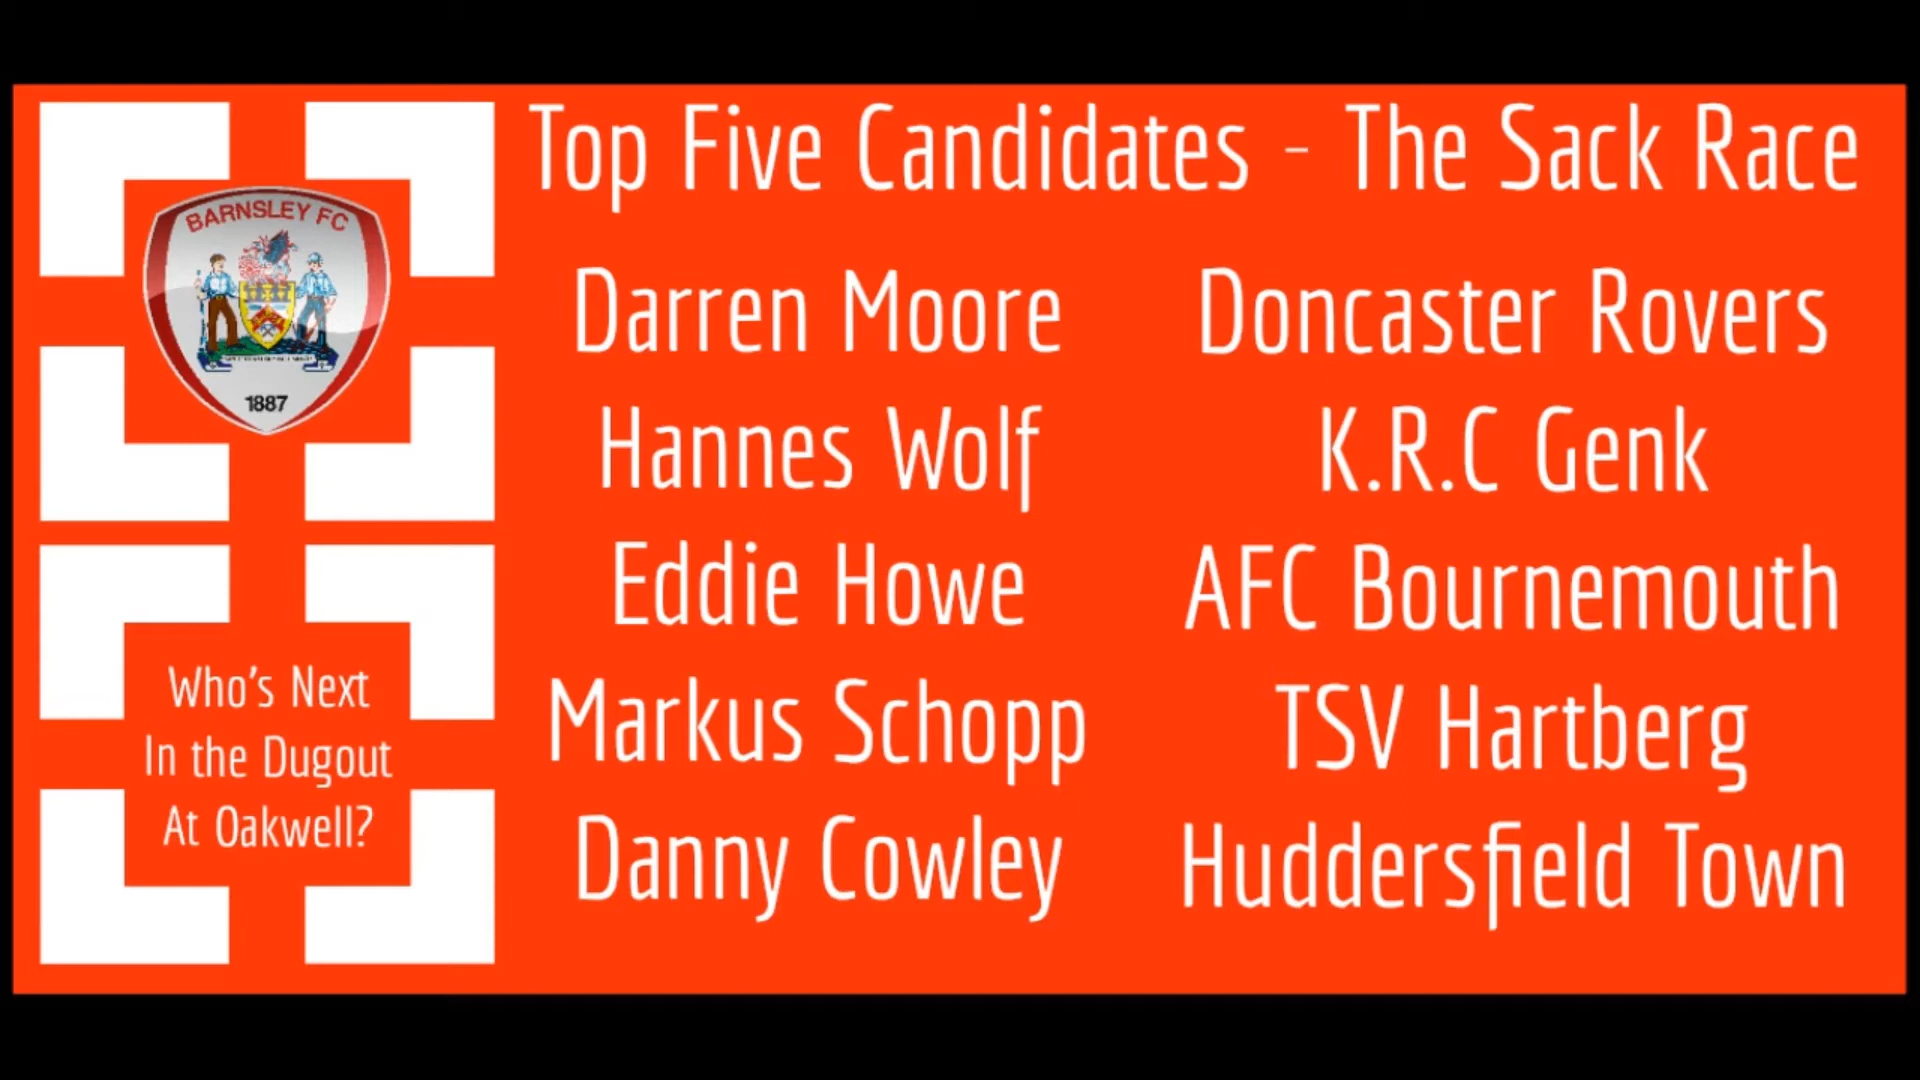 BARNSLEY FC
1887
Who's Next
In the Dugout
At Oakwell?
Top Five Candidates - The Sack Race
Darren Moore Doncaster Rovers
Hannes Wolf K.R.C Genk
Eddie Howe AFC Bournemouth
Markus Schopp TSV Hartberg
Danny Cowley Huddersfield Town